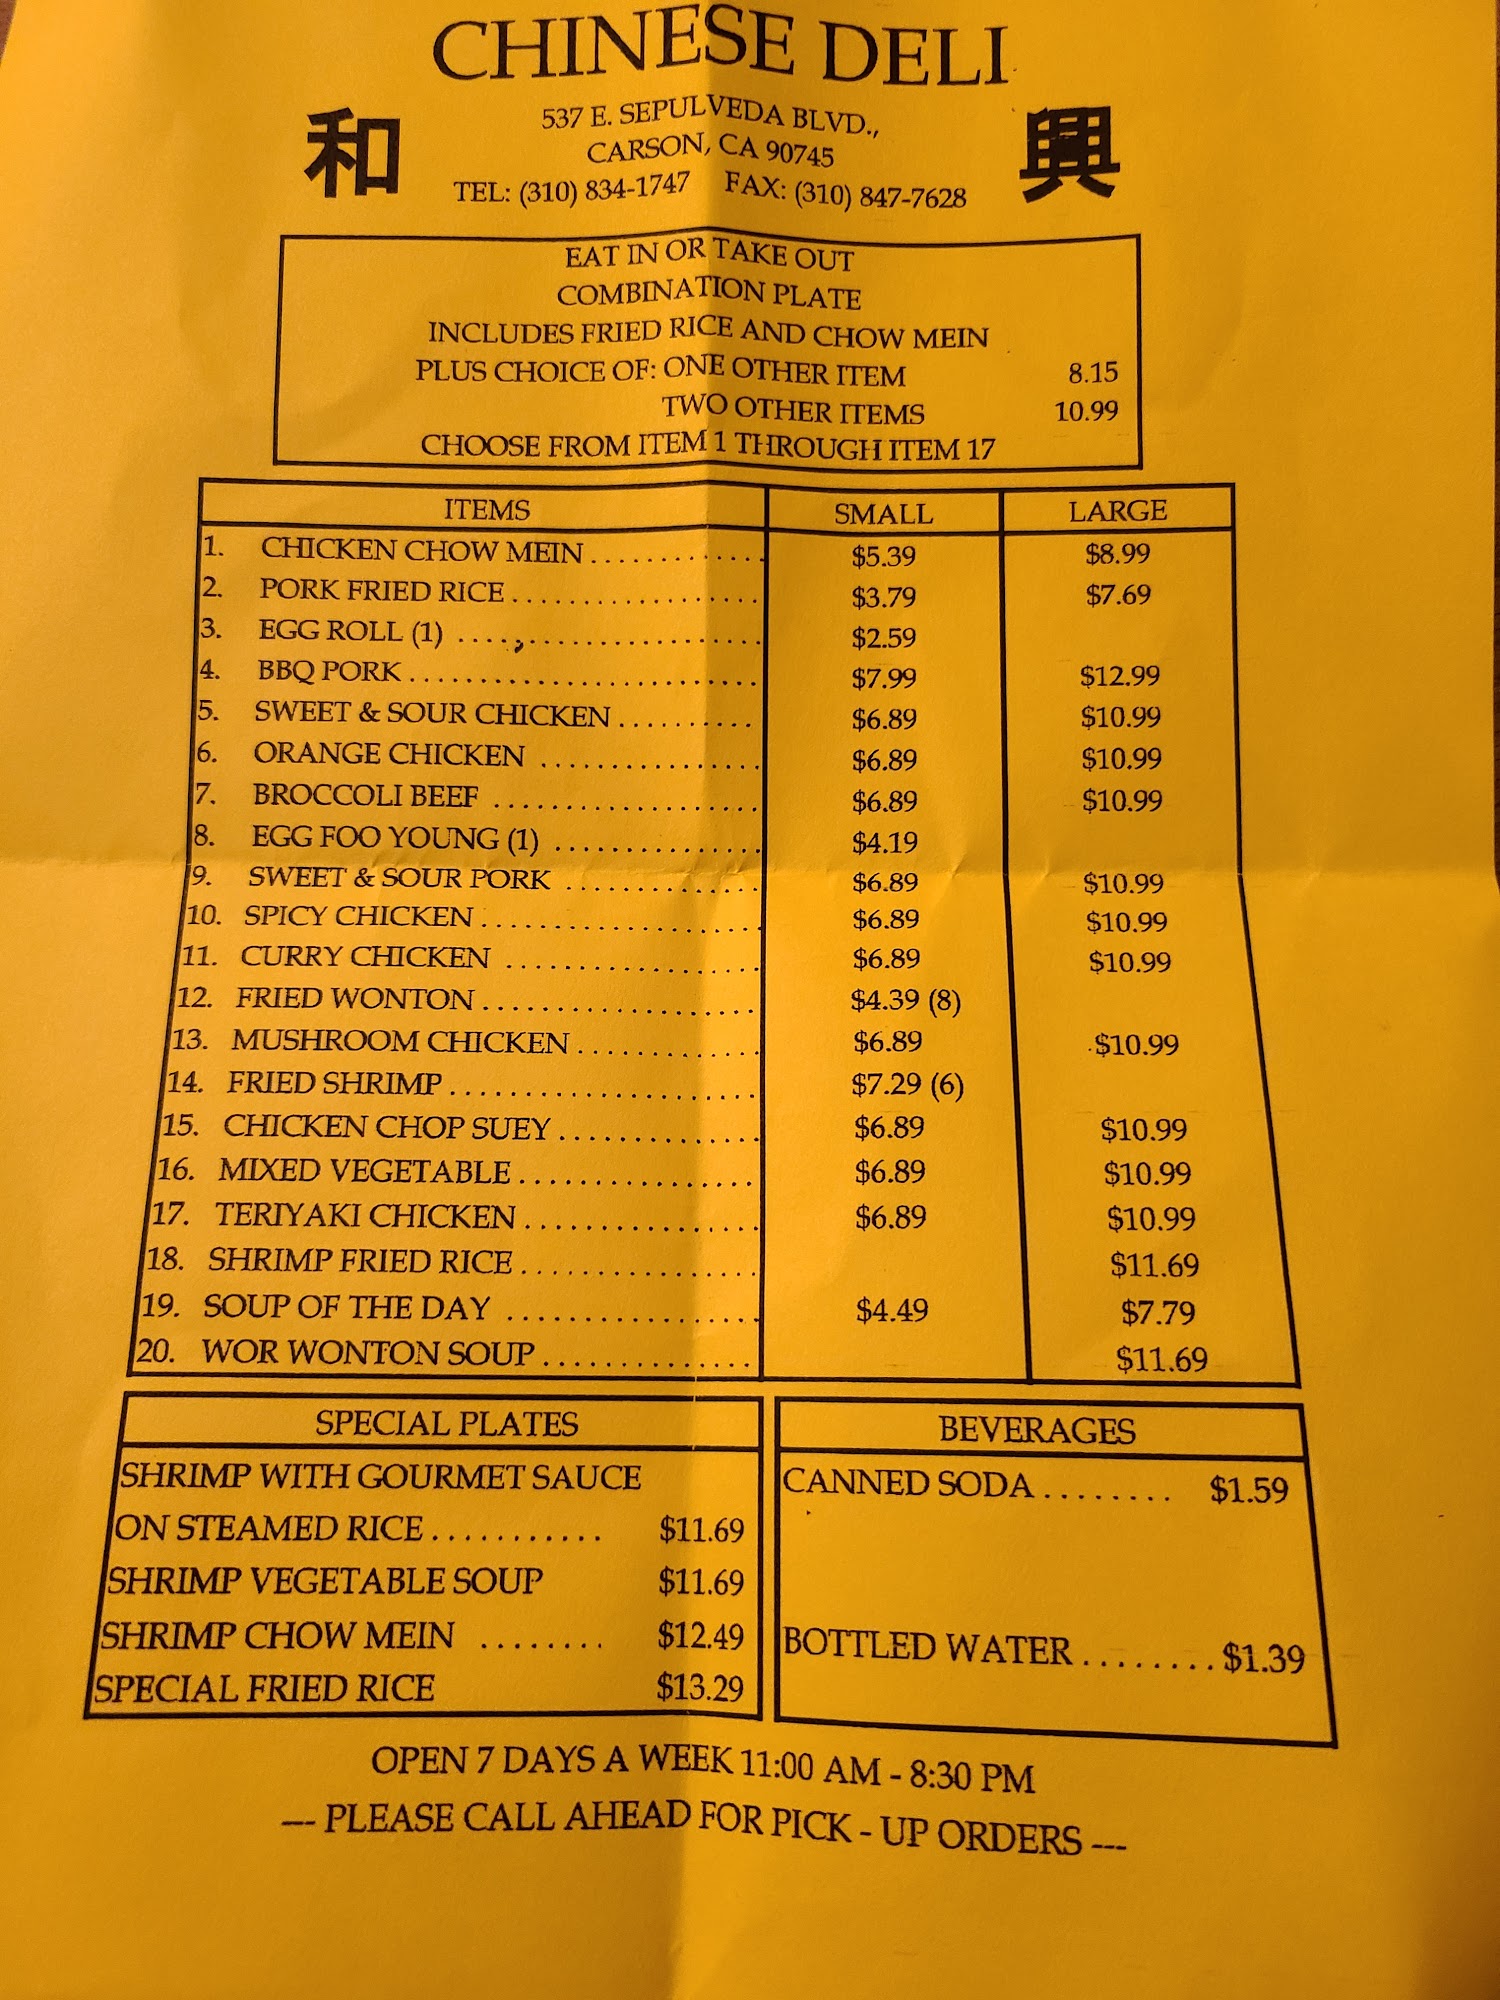 CHINESE DELI
和 興
537 E. SEPULVEDA BLVD.,
CARSON, CA 90745
TEL: (310) 834-1747 FAX: (310) 847-7628
EAT IN OR TAKE OUT
COMBINATION PLATE
INCLUDES FRIED RICE AND CHOW MEIN
PLUS CHOICE OF: ONE OTHER ITEM 8.15
TWO OTHER ITEMS 10.99
CHOOSE FROM ITEM 1 THROUGH ITEM 17
ITEMS SMALL LARGE
1. CHICKEN CHOW MEIN............ $5.39 $8.99
2. PORK FRIED RICE.................. $3.79 $7.69
3. EGG ROLL (1) ...................... $2.59
4. BBQ PORK......................... $7.99 $12.99
5. SWEET & SOUR CHICKEN.......... $6.89 $10.99
6. ORANGE CHICKEN ................ $6.89 $10.99
7. BROCCOLI BEEF ................... $6.89 $10.99
8. EGG FOO YOUNG (1) ............... $4.19
9. SWEET & SOUR PORK .............. $6.89 $10.99
10. SPICY CHICKEN.................... $6.89 $10.99
11. CURRY CHICKEN .................. $6.89 $10.99
12. FRIED WONTON................... $4.39 (8)
13. MUSHROOM CHICKEN............. $6.89 $10.99
14. FRIED SHRIMP...................... $7.29 (6)
15. CHICKEN CHOP SUEY.............. $6.89 $10.99
16. MIXED VEGETABLE................ $6.89 $10.99
17. TERIYAKI CHICKEN................ $6.89 $10.99
18. SHRIMP FRIED RICE................ $11.69
19. SOUP OF THE DAY ................. $4.49 $7.79
20. WOR WONTON SOUP.............. $11.69
SPECIAL PLATES
SHRIMP WITH GOURMET SAUCE
ON STEAMED RICE........... $11.69
SHRIMP VEGETABLE SOUP $11.69
SHRIMP CHOW MEIN ........ $12.49
SPECIAL FRIED RICE $13.29
BEVERAGES
CANNED SODA........ $1.59
BOTTLED WATER........ $1.39
OPEN 7 DAYS A WEEK 11:00 AM - 8:30 PM
--- PLEASE CALL AHEAD FOR PICK - UP ORDERS ---